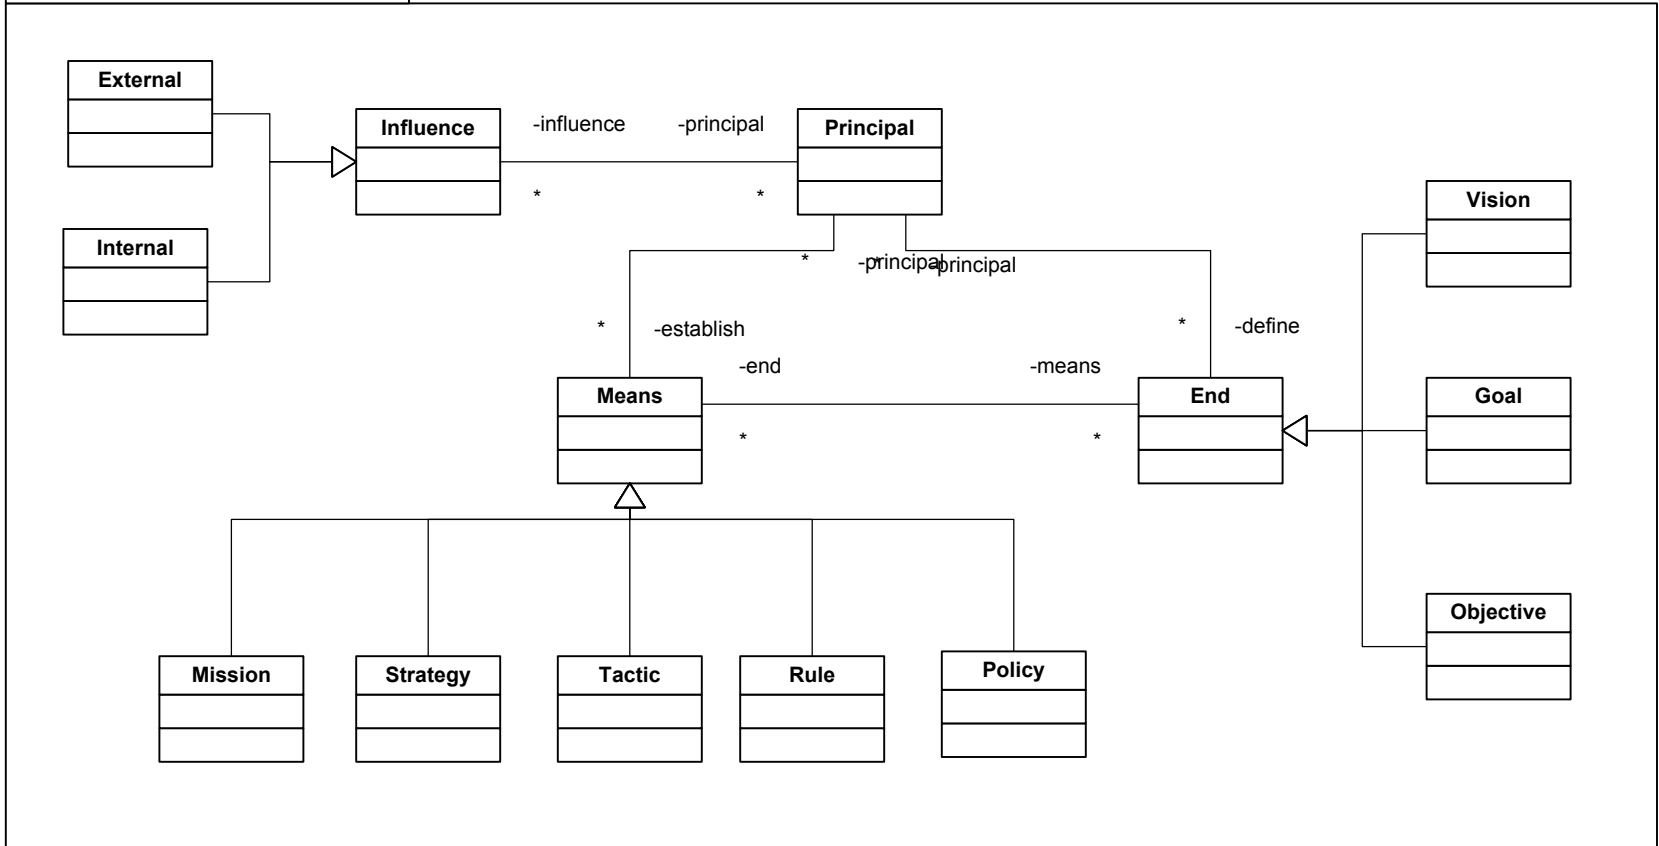 External
Influence
-influence
-principal
Principal
*
*
Vision
Internal
*
-principal
*
-principal
*
-establish
*
-define
-end
-means
Means
End
Goal
*
*
Objective
Mission
Strategy
Tactic
Rule
Policy